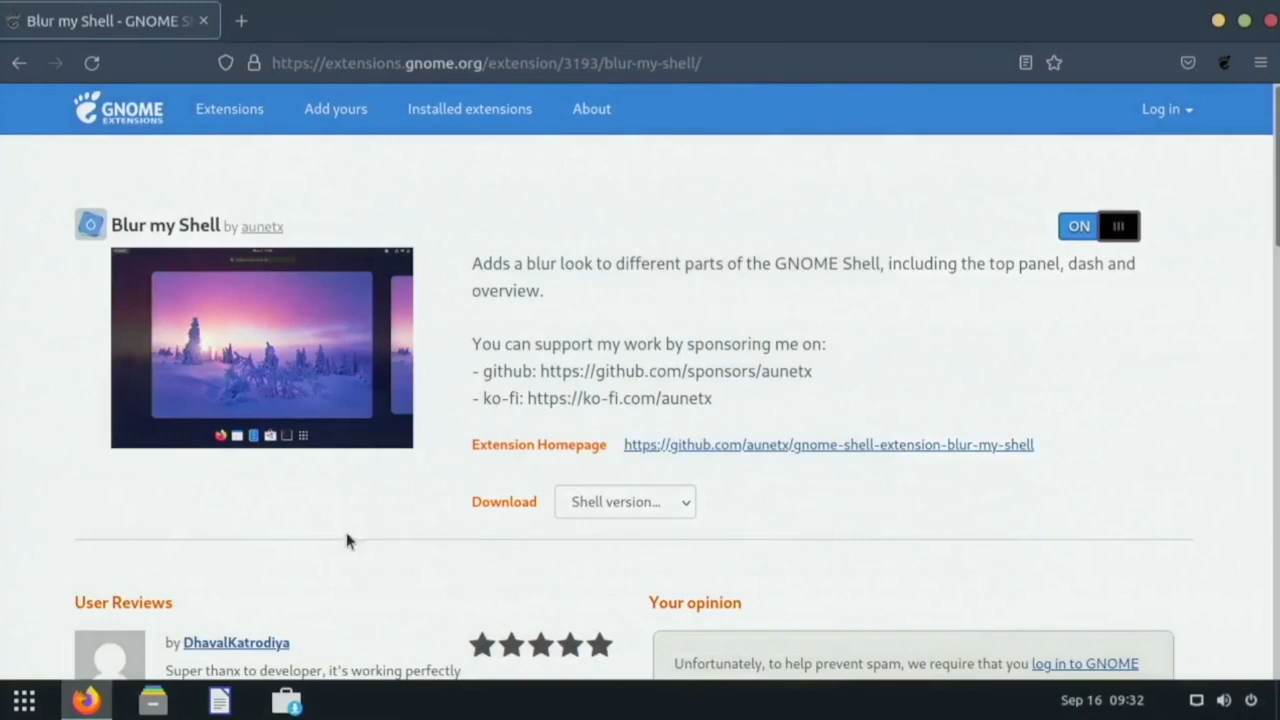 Blur my Shell - GNOME S
https://extensions.gnome.org/extension/3193/blur-my-shell/
GNOME
EXTENSIONS
Extensions
Add yours
Installed extensions
About
Log in
Blur my Shell by aunetx
ON
Adds a blur look to different parts of the GNOME Shell, including the top panel, dash and
overview.
You can support my work by sponsoring me on:
- github: https://github.com/sponsors/aunetx
- ko-fi: https://ko-fi.com/aunetx
Extension Homepage https://github.com/aunetx/gnome-shell-extension-blur-my-shell
Download Shell version...
User Reviews
by DhavalKatrodiya
Super thanx to developer, it's working perfectly
Your opinion
Unfortunately, to help prevent spam, we require that you log in to GNOME
Sep 16 09:32